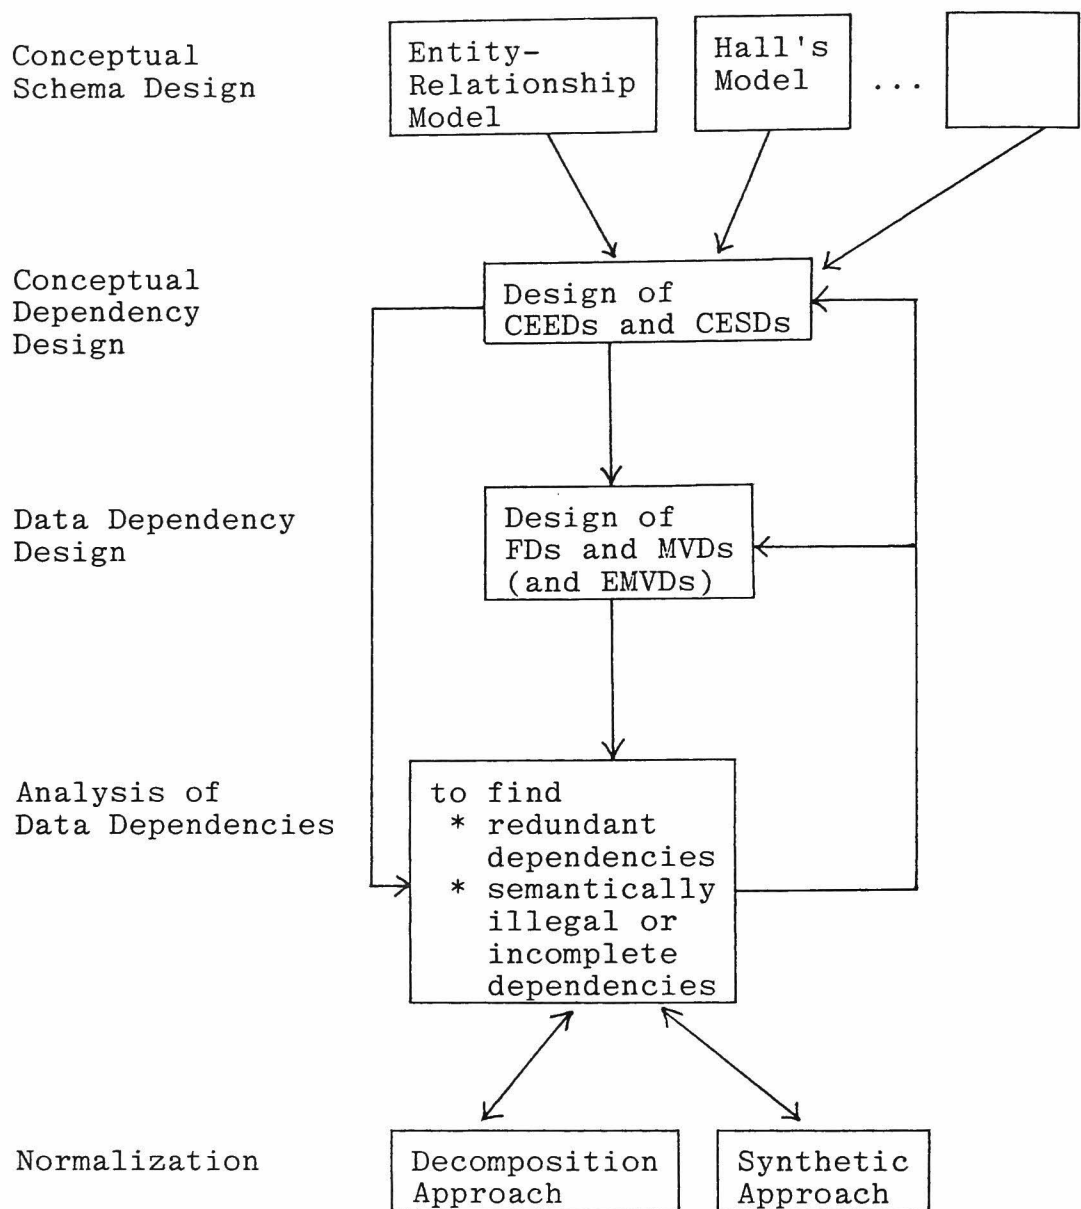 Conceptual
Schema Design
Entity-
Relationship
Model
Hall's
Model
...
Conceptual
Dependency
Design
Design of
CEEDs and CESDs
Data Dependency
Design
Design of
FDs and MVDs
(and EMVDs)
Analysis of
Data Dependencies
to find
* redundant
dependencies
* semantically
illegal or
incomplete
dependencies
Normalization
Decomposition
Approach
Synthetic
Approach